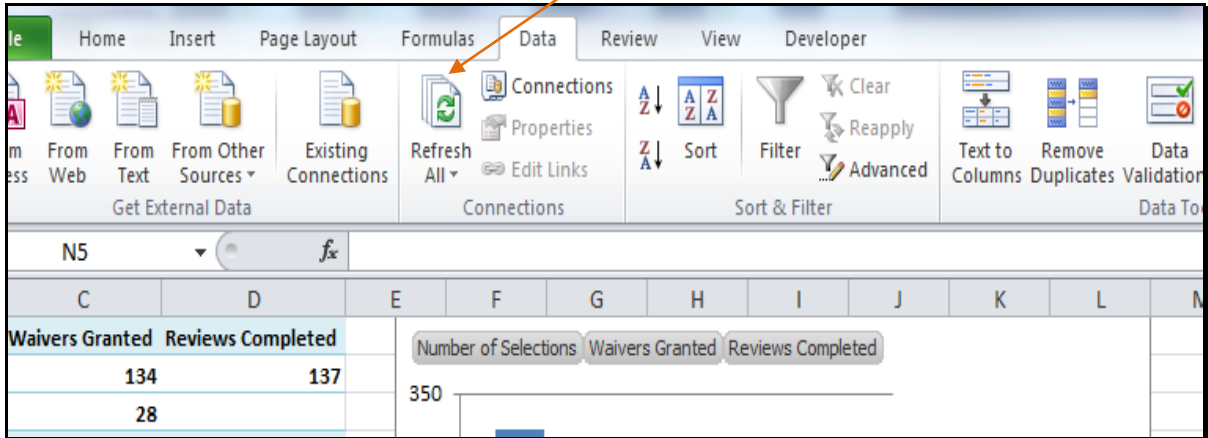 le Home Insert Page Layout Formulas Data Review View Developer
Connections
Clear
Properties
Reapply
Edit Links
Advanced
m From From From Other Existing Refresh Sort Filter Text to Remove Data
ess Web Text Sources Connections All Columns Duplicates Validation
Get External Data Connections Sort & Filter Data To
N5 fx
C D E F G H I J K L M
Waivers Granted Reviews Completed
Number of Selections Waivers Granted Reviews Completed
134 137
350
28